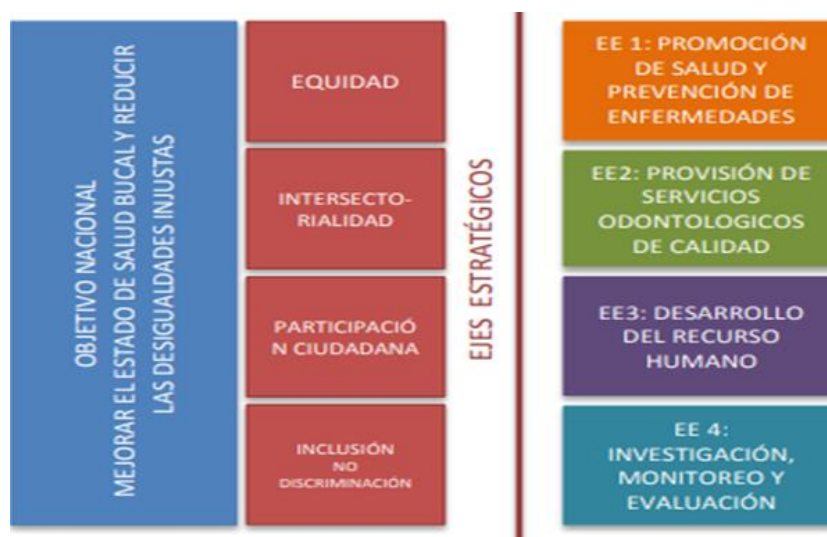 OBJETIVO NACIONAL
MEJORAR EL ESTADO DE SALUD BUCAL Y REDUCIR
LAS DESIGUALDADES INJUSTAS
EQUIDAD
INTERSECTO-
RIALIDAD
PARTICIPACIÓ
N CIUDADANA
INCLUSIÓN
NO
DISCRIMINACIÓN
EJES ESTRATÉGICOS
EE 1: PROMOCIÓN
DE SALUD Y
PREVENCIÓN DE
ENFERMEDADES
EE2: PROVISIÓN DE
SERVICIOS
ODONTOLOGICOS
DE CALIDAD
EE3: DESARROLLO
DEL RECURSO
HUMANO
EE 4:
INVESTIGACIÓN,
MONITOREO Y
EVALUACIÓN